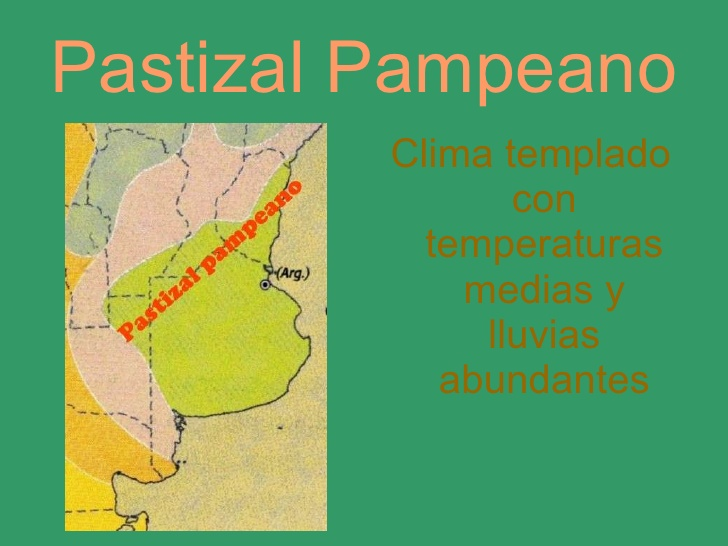 Pastizal Pampeano
Pastizal pampeano
(Arg.)
Clima templado
con
temperaturas
medias y
lluvias
abundantes